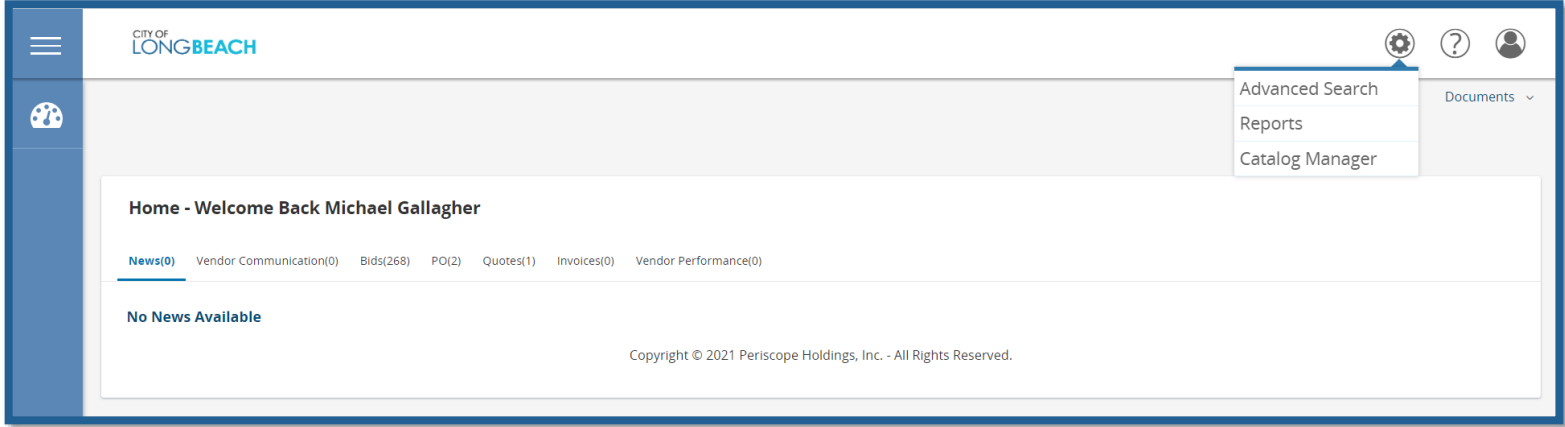 CITY OF
LONGBEACH
?
Advanced Search
Reports
Catalog Manager
Documents
Home - Welcome Back Michael Gallagher
News(0) Vendor Communication(0) Bids(268) PO(2) Quotes(1) Invoices(0) Vendor Performance(0)
No News Available
Copyright © 2021 Periscope Holdings, Inc. - All Rights Reserved.